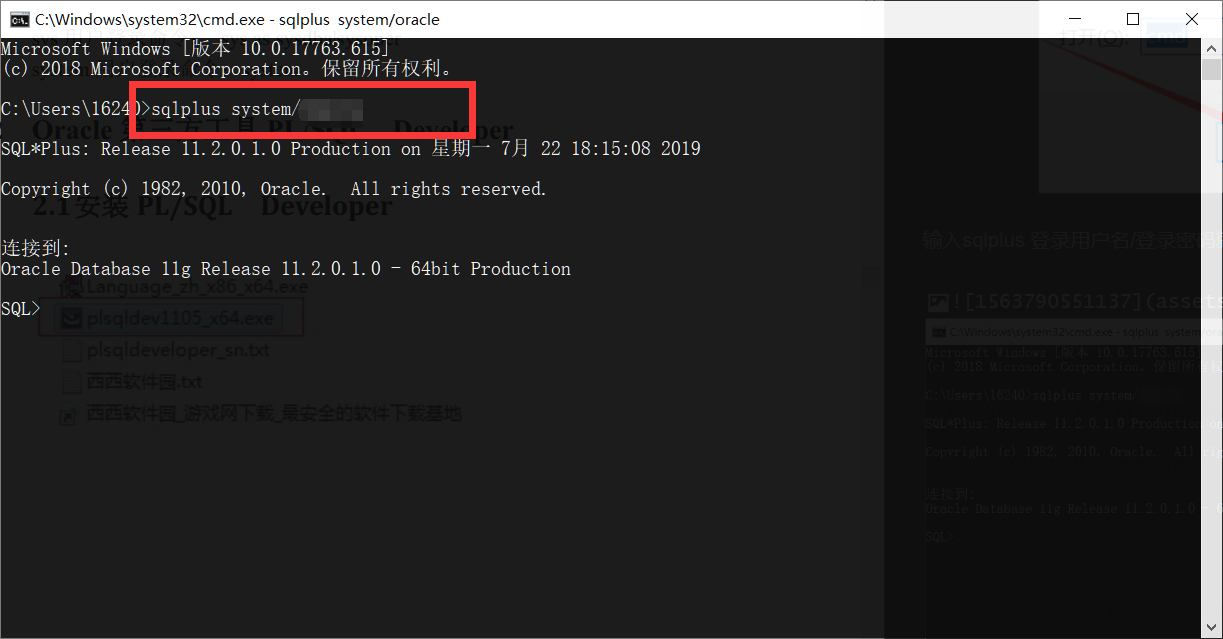 C:\Windows\system32\cmd.exe - sqlplus  system/oracle
Microsoft Windows [版本 10.0.17763.615]
(c) 2018 Microsoft Corporation。保留所有权利。
C:\Users\16240>sqlplus system/
Oracle 第三方工具 PL/SQL Developer
SQL*Plus: Release 11.2.0.1.0 Production on 星期一 7月 22 18:15:08 2019
Copyright (c) 1982, 2010, Oracle.  All rights reserved.
2.1 安装 PL/SQL Developer
连接到:
Oracle Database 11g Release 11.2.0.1.0 - 64bit Production
Language_zh_x86_x64.exe
SQL>
plsqldev1105_x64.exe
plsqldeveloper_sn.txt
西西软件园.txt
西西软件园_游戏网下载_最安全的软件下载基地
打开(O):
cmd
输入sqlplus 登录用户名/登录密码
![1563790551137](assets
C:\Windows\system32\cmd.exe - sqlplus system/ora
Microsoft Windows [版本 10.0.17763.615]
(c) 2018 Microsoft Corporation。保留所有权
C:\Users\16240>sqlplus system/
SQL*Plus: Release 11.2.0.1.0 Production on
Copyright (c) 1982, 2010, Oracle.  All rig
连接到:
Oracle Database 11g Release 11.2.0.1.0 - 6
SQL>